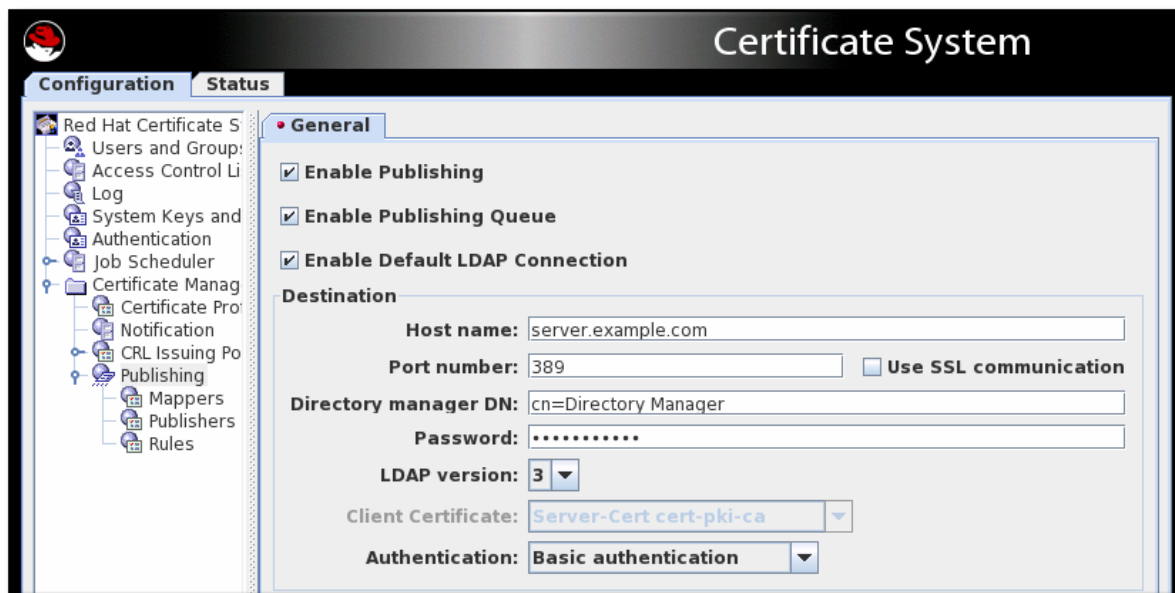 Certificate System
Configuration Status
Red Hat Certificate S
Users and Group
Access Control Li
Log
System Keys and
Authentication
Job Scheduler
Certificate Manag
Certificate Pro
Notification
CRL Issuing Po
Publishing
Mappers
Publishers
Rules
General
Enable Publishing
Enable Publishing Queue
Enable Default LDAP Connection
Destination
Host name: server.example.com
Port number: 389 Use SSL communication
Directory manager DN: cn=Directory Manager
Password: •••••••••••
LDAP version: 3
Client Certificate: Server-Cert cert-pki-ca
Authentication: Basic authentication